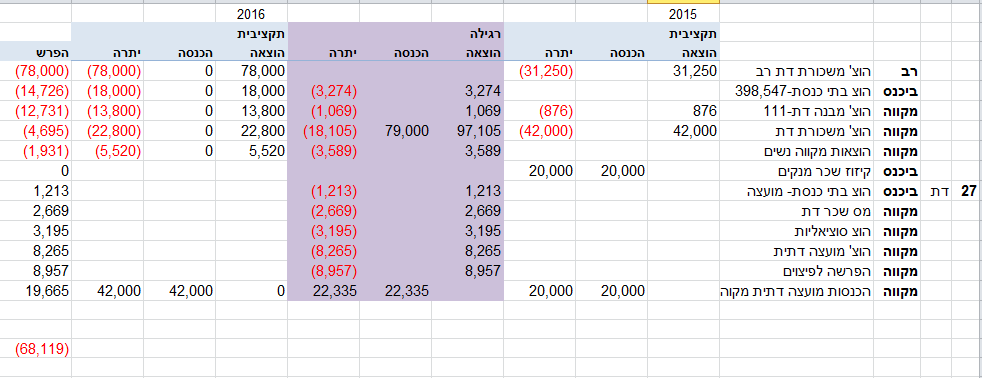 2015 2016
תקציבית רגילה תקציבית
הוצאה הכנסה יתרה הוצאה הכנסה יתרה הוצאה הכנסה יתרה הפרש
רב הוצ' משכורת דת רב 31,250 (31,250) 78,000 0 (78,000) (78,000)
ביכנס הוצ בתי כנסת-398,547 3,274 (3,274) 18,000 0 (18,000) (14,726)
מקווה הוצ' מבנה דת-111 876 (876) 1,069 (1,069) 13,800 0 (13,800) (12,731)
מקווה הוצ' משכורת דת 42,000 (42,000) 97,105 79,000 (18,105) 22,800 0 (22,800) (4,695)
מקווה הוצאות מקווה נשים 3,589 (3,589) 5,520 0 (5,520) (1,931)
ביכנס קיזוז שכר מנקים 20,000 20,000 0
27 דת ביכנס הוצ בתי כנסת- מועצה 1,213 (1,213) 1,213
מקווה מס שכר דת 2,669 (2,669) 2,669
מקווה הוצ סוציאליות 3,195 (3,195) 3,195
מקווה הוצ' מועצה דתית 8,265 (8,265) 8,265
מקווה הפרשה לפיצוים 8,957 (8,957) 8,957
מקווה הכנסות מועצה דתית מקוה 20,000 20,000 22,335 22,335 0 42,000 42,000 19,665
(68,119)